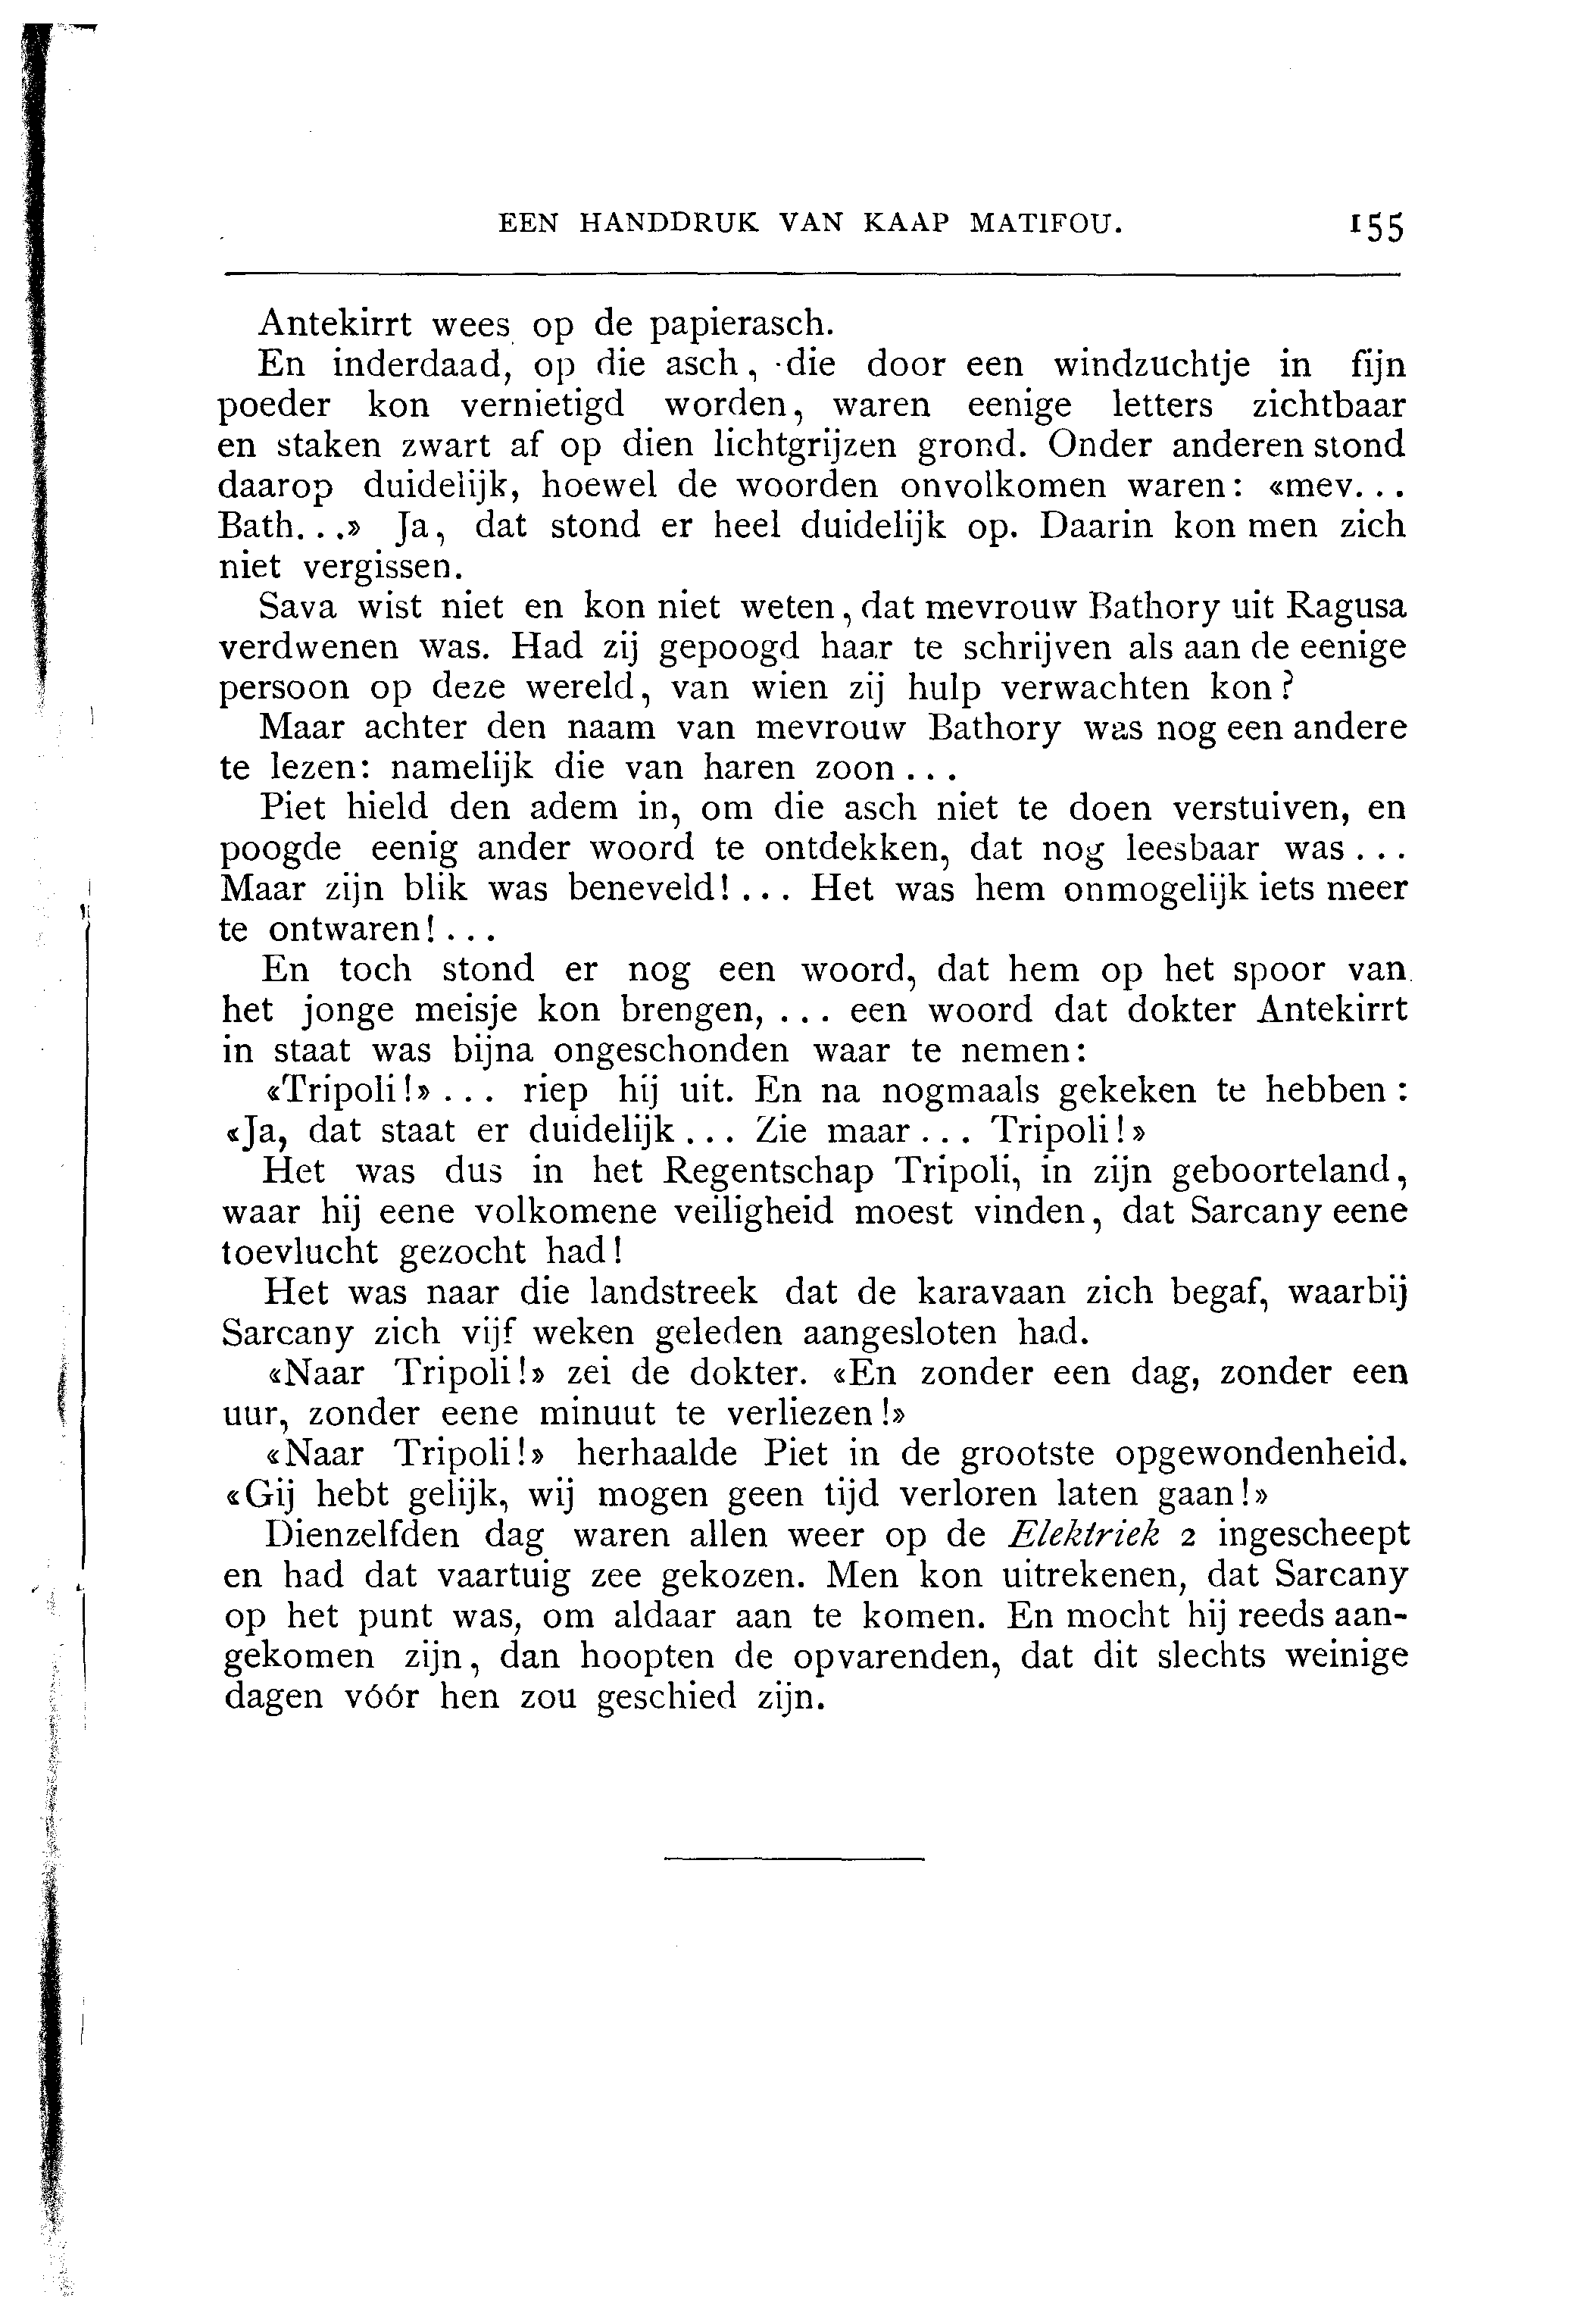 EEN HANDDRUK VAN KAAP MATIFOU. 155
Antekirrt wees op de papierasch.
En inderdaad, op die asch, die door een windzuchtje in fijn
poeder kon vernietigd worden, waren eenige letters zichtbaar
en staken zwart af op dien lichtgrijzen grond. Onder anderen stond
daarop duidelijk, hoewel de woorden onvolkomen waren: «mev...
Bath...» Ja, dat stond er heel duidelijk op. Daarin kon men zich
niet vergissen.
Sava wist niet en kon niet weten, dat mevrouw Bathory uit Ragusa
verdwenen was. Had zij gepoogd haar te schrijven als aan de eenige
persoon op deze wereld, van wien zij hulp verwachten kon?
Maar achter den naam van mevrouw Bathory was nog een andere
te lezen: namelijk die van haren zoon...
Piet hield den adem in, om die asch niet te doen verstuiven, en
poogde eenig ander woord te ontdekken, dat nog leesbaar was...
Maar zijn blik was beneveld!... Het was hem onmogelijk iets meer
te ontwaren!...
En toch stond er nog een woord, dat hem op het spoor van
het jonge meisje kon brengen, ... een woord dat dokter Antekirrt
in staat was bijna ongeschonden waar te nemen:
«Tripoli!»... riep hij uit. En na nogmaals gekeken te hebben:
«Ja, dat staat er duidelijk... Zie maar... Tripoli!»
Het was dus in het Regentschap Tripoli, in zijn geboorteland,
waar hij eene volkomene veiligheid moest vinden, dat Sarcany eene
toevlucht gezocht had!
Het was naar die landstreek dat de karavaan zich begaf, waarbij
Sarcany zich vijf weken geleden aangesloten had.
«Naar Tripoli!» zei de dokter. «En zonder een dag, zonder een
uur, zonder eene minuut te verliezen!»
«Naar Tripoli!» herhaalde Piet in de grootste opgewondenheid.
«Gij hebt gelijk, wij mogen geen tijd verloren laten gaan!»
Dienzelfden dag waren allen weer op de Elektriek 2 ingescheept
en had dat vaartuig zee gekozen. Men kon uitrekenen, dat Sarcany
op het punt was, om aldaar aan te komen. En mocht hij reeds aan-
gekomen zijn, dan hoopten de opvarenden, dat dit slechts weinige
dagen vóór hen zou geschied zijn.